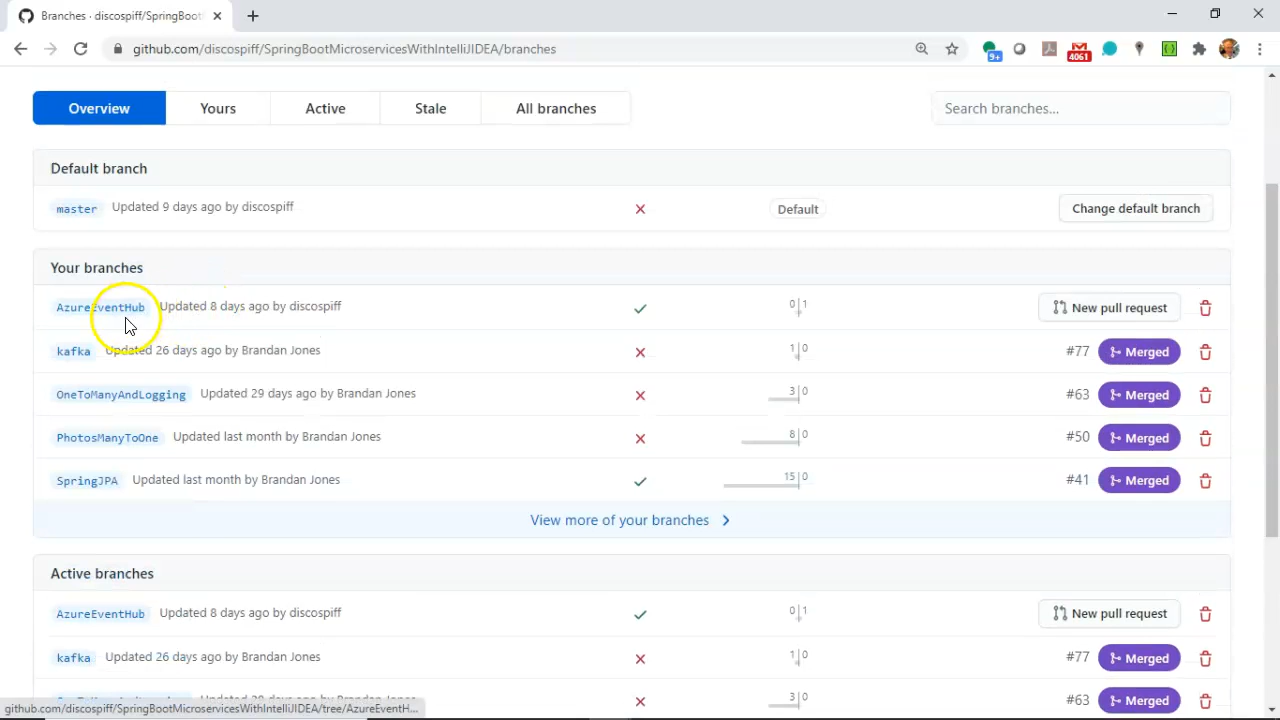 Branches · discospiff/SpringBoot
github.com/discospiff/SpringBootMicroservicesWithIntelliJIDEA/branches
9+
4061
Overview
Yours
Active
Stale
All branches
Search branches...
Default branch
master Updated 9 days ago by discospiff Default Change default branch
Your branches
AzureEventHub Updated 8 days ago by discospiff 0 1 New pull request
kafka Updated 26 days ago by Brandan Jones 1 0 #77 Merged
OneToManyAndLogging Updated 29 days ago by Brandan Jones 3 0 #63 Merged
PhotosManyToOne Updated last month by Brandan Jones 8 0 #50 Merged
SpringJPA Updated last month by Brandan Jones 15 0 #41 Merged
View more of your branches
Active branches
AzureEventHub Updated 8 days ago by discospiff 0 1 New pull request
kafka Updated 26 days ago by Brandan Jones 1 0 #77 Merged
3 0 #63 Merged
github.com/discospiff/SpringBootMicroservicesWithIntelliJIDEA/tree/AzureEventH...